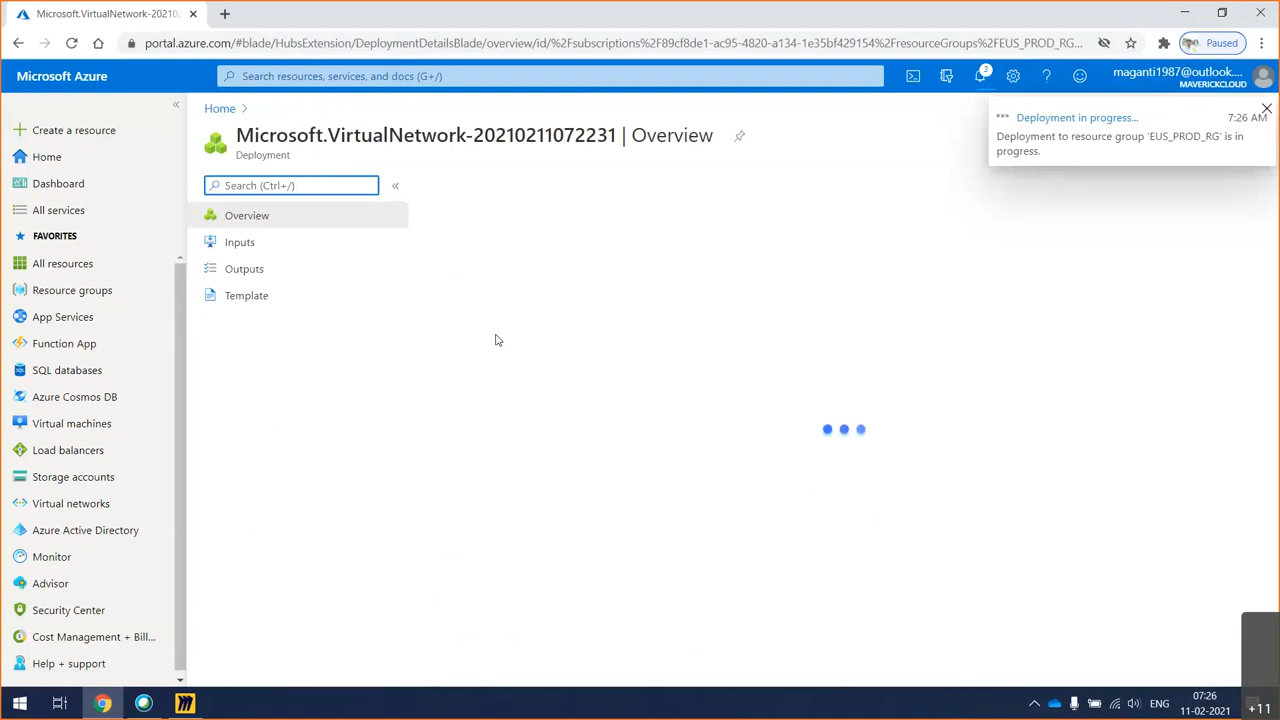 Microsoft.VirtualNetwork-202102
portal.azure.com/#blade/HubsExtension/DeploymentDetailsBlade/overview/id/%2Fsubscriptions%2F89cf8de1-ac95-4820-a134-1e35bf429154%2FresourceGroups%2FEUS_PROD_RG%...
Paused
Microsoft Azure
Search resources, services, and docs (G+/)
3
maganti1987@outlook....
MAVERICKCLOUD
Create a resource
Home
Dashboard
All services
FAVORITES
All resources
Resource groups
App Services
Function App
SQL databases
Azure Cosmos DB
Virtual machines
Load balancers
Storage accounts
Virtual networks
Azure Active Directory
Monitor
Advisor
Security Center
Cost Management + Bill...
Help + support
Home
Microsoft.VirtualNetwork-20210211072231 | Overview
Deployment
Search (Ctrl+/)
Overview
Inputs
Outputs
Template
Deployment in progress...
7:26 AM
Deployment to resource group 'EUS_PROD_RG' is in
progress.
ENG
07:26
11-02-2021
+11